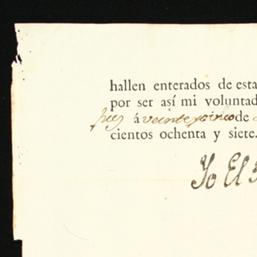 hallen enterados de esta
por ser así mi voluntad
á veinte y cinco de
cientos ochenta y siete.
Yo El